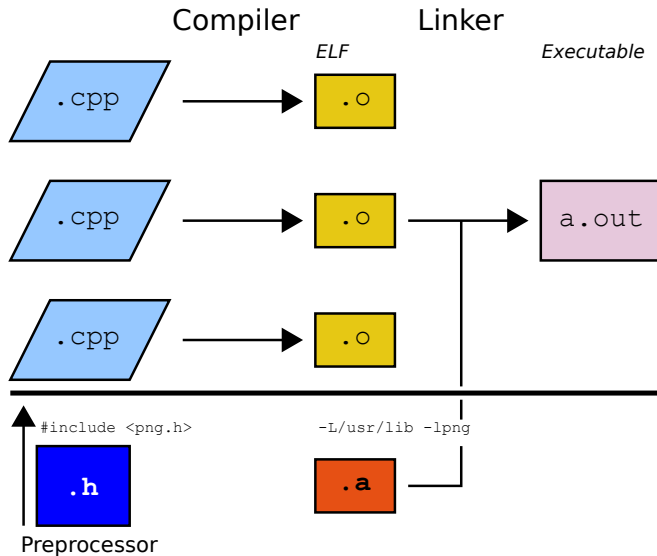 Compiler Linker
ELF Executable
.cpp .o
.cpp .o a.out
.cpp .o
#include <png.h> -L/usr/lib -lpng
.h .a
Preprocessor